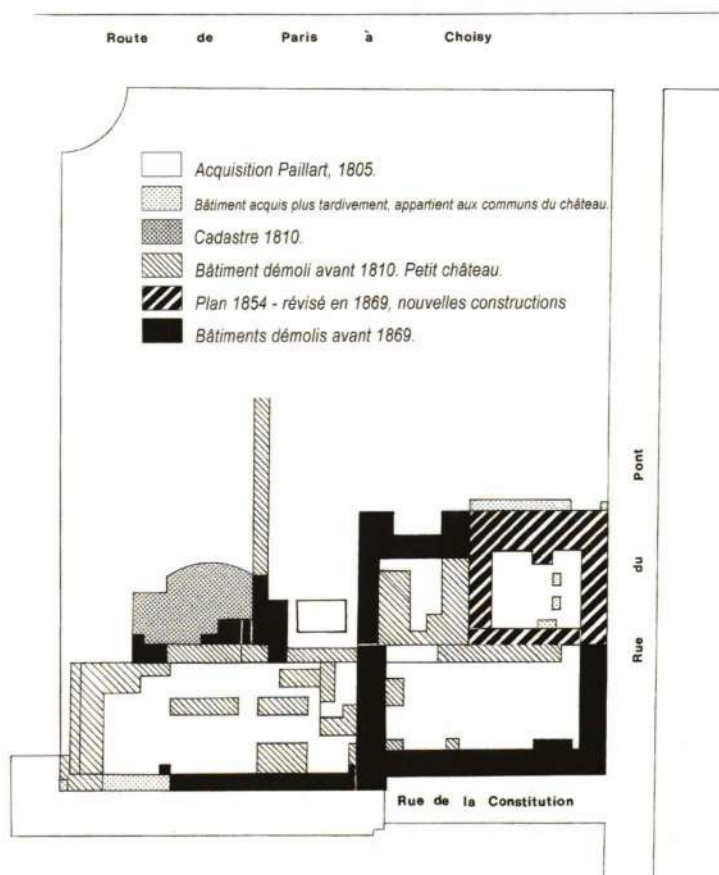 Route de Paris à Choisy
Acquisition Paillart, 1805.
Bâtiment acquis plus tardivement, appartient aux communs du château.
Cadastre 1810.
Bâtiment démoli avant 1810. Petit château.
Plan 1854 - révisé en 1869, nouvelles constructions
Bâtiments démolis avant 1869.
Rue du Pont
Rue de la Constitution